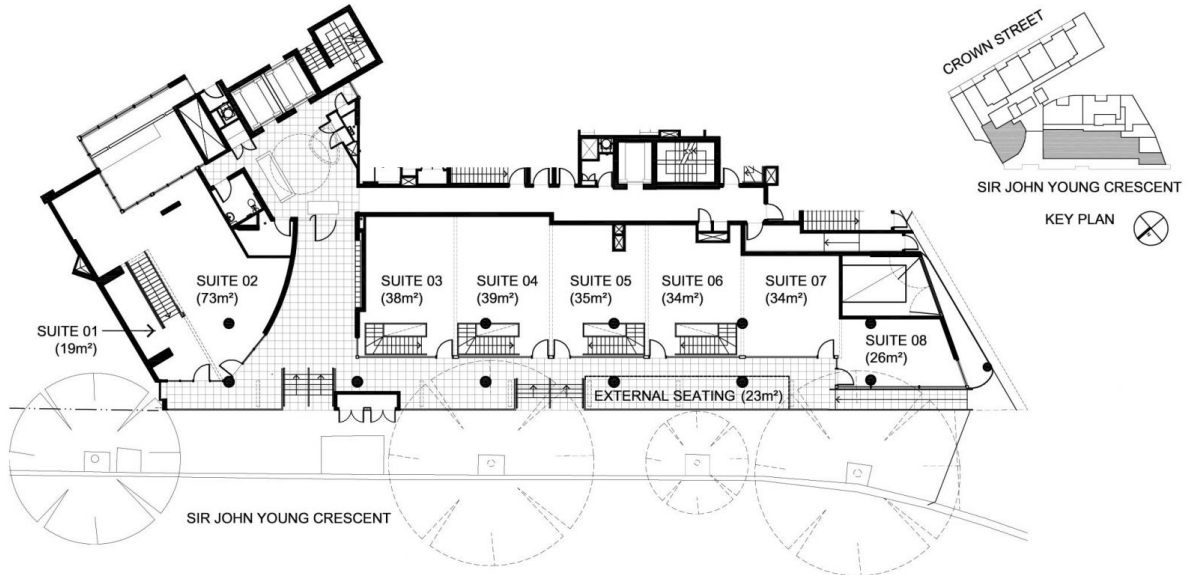 CROWN STREET
SIR JOHN YOUNG CRESCENT
KEY PLAN
SUITE 01
(19m²)
SUITE 02
(73m²)
SUITE 03
(38m²)
SUITE 04
(39m²)
SUITE 05
(35m²)
SUITE 06
(34m²)
SUITE 07
(34m²)
SUITE 08
(26m²)
EXTERNAL SEATING (23m²)
SIR JOHN YOUNG CRESCENT